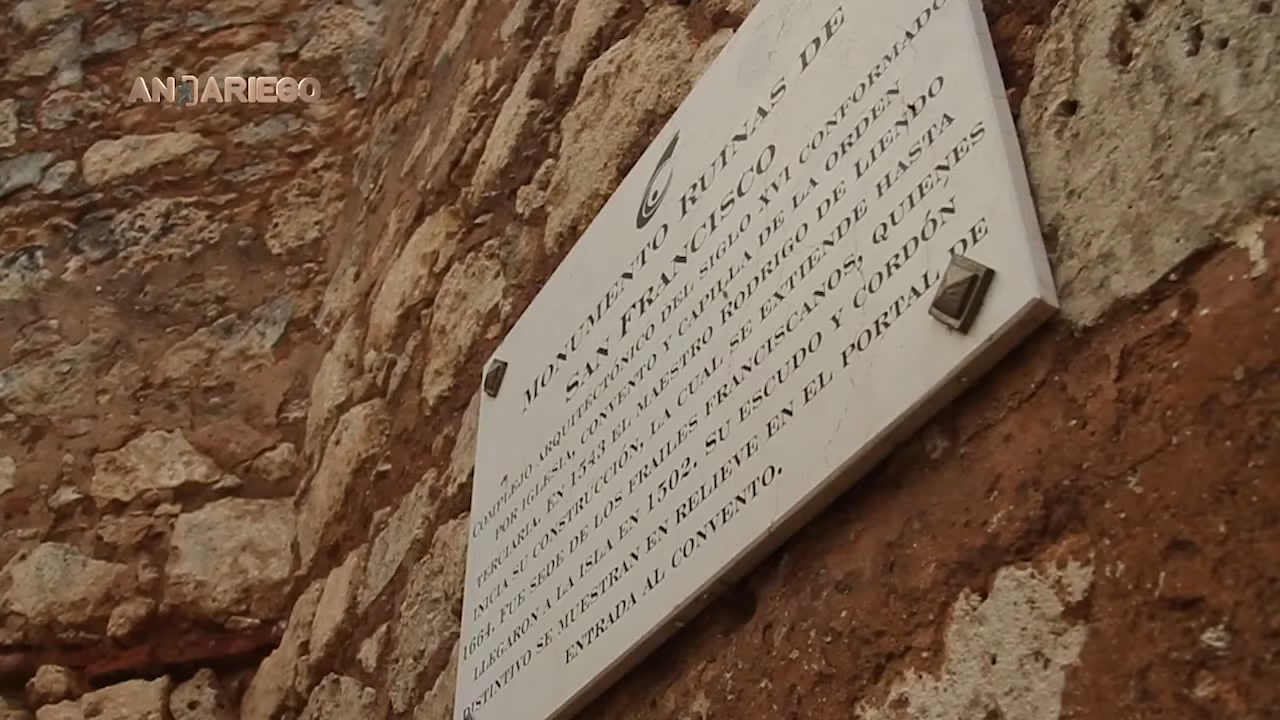 ANDARIEGO
MONUMENTO RUINAS DE
SAN FRANCISCO
COMPLEJO ARQUITECTÓNICO DEL SIGLO XVI CONFORMADO
POR IGLESIA, CONVENTO Y CAPILLA DE LA ORDEN
TERCIARIA. EN 1543 EL MAESTRO RODRIGO DE LIENDO
INICIA SU CONSTRUCCIÓN, LA CUAL SE EXTIENDE HASTA
1664. FUE SEDE DE LOS FRAILES FRANCISCANOS, QUIENES
LLEGARON A LA ISLA EN 1502. SU ESCUDO Y CORDÓN
DISTINTIVO SE MUESTRAN EN RELIEVE EN EL PORTAL DE
ENTRADA AL CONVENTO.